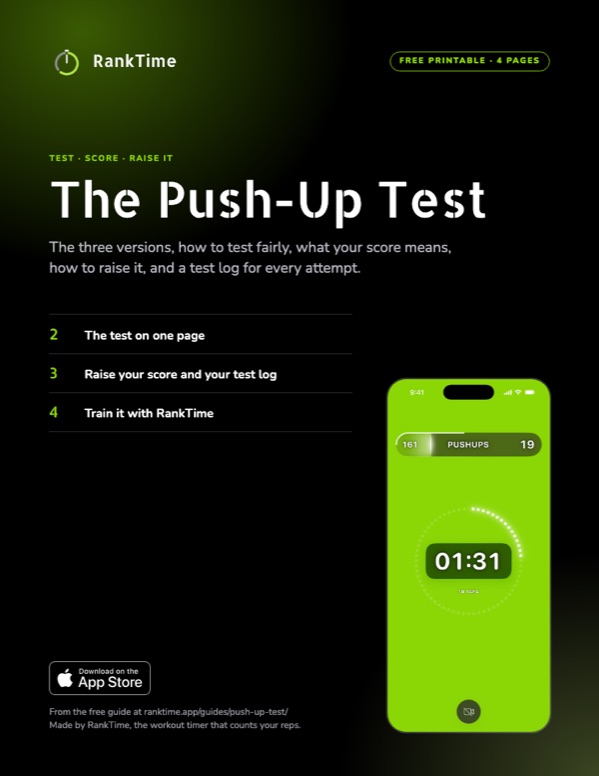 RankTime
FREE PRINTABLE · 4 PAGES
TEST · SCORE · RAISE IT
The Push-Up Test
The three versions, how to test fairly, what your score means,
how to raise it, and a test log for every attempt.
2 The test on one page
3 Raise your score and your test log
4 Train it with RankTime
9:41
161 PUSHUPS 19
01:31
Download on the
App Store
From the free guide at ranktime.app/guides/push-up-test/
Made by RankTime, the workout timer that counts your reps.